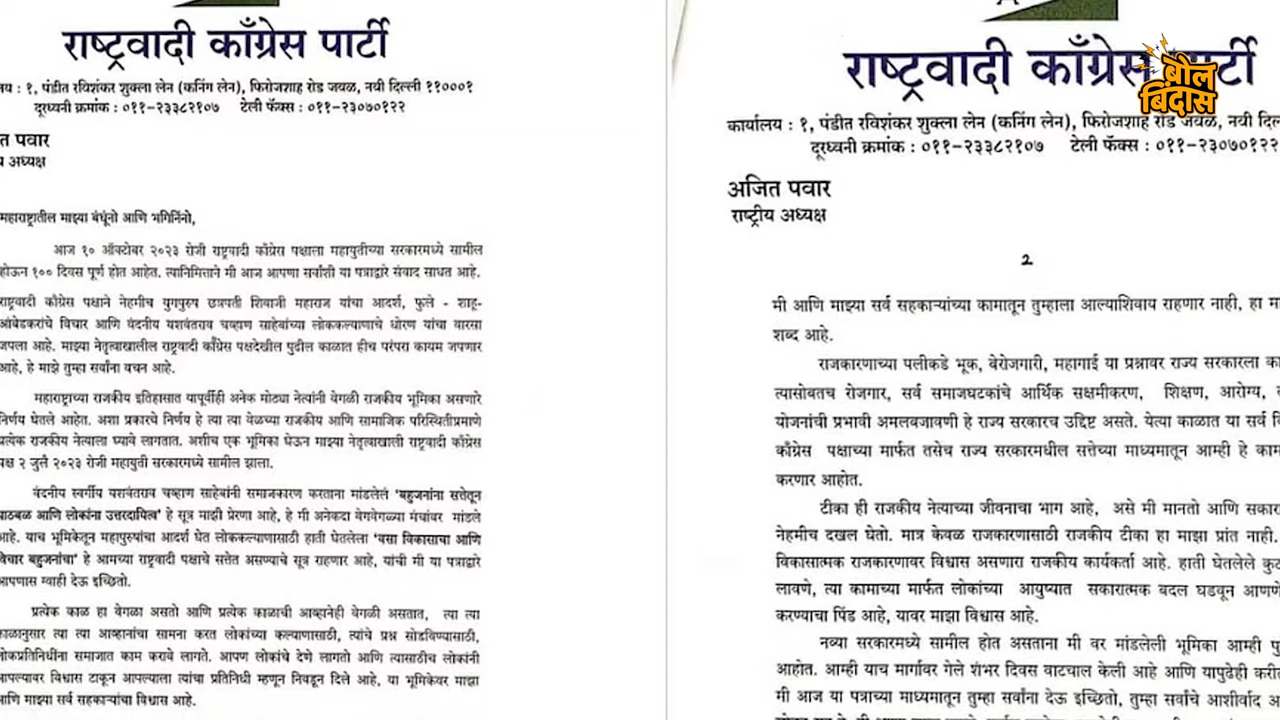 राष्ट्रवादी काँग्रेस पार्टी
१, पंडीत रविशंकर शुक्ला लेन (कनिंग लेन), फिरोजशाह रोड जवळ, नवी दिल्ली ११०००१
दूरध्वनी क्रमांक : ०११-२३३८२१०७ टेली फॅक्स : ०११-२३०७०१२२
पवार
अध्यक्ष
महाराष्ट्रातील माझ्या बंधूंनो आणि भगिनिंनो,
आज १० ऑक्टोबर २०२३ रोजी राष्ट्रवादी काँग्रेस पक्षाला महायुतीच्या सरकारमध्ये सामील
होऊन १०० दिवस पूर्ण होत आहेत. त्यानिमित्ताने मी आज आपणा सर्वांशी या पत्राद्वारे संवाद साधत आहे.
राष्ट्रवादी काँग्रेस पक्षाने नेहमीच युगपुरुष छत्रपती शिवाजी महाराज यांचा आदर्श, फुले - शाहू-
आंबेडकरांचे विचार आणि वंदनीय यशवंतराव चव्हाण साहेबांच्या लोककल्याणाचे धोरण यांचा वारसा
जपला आहे. माझ्या नेतृत्वाखालील राष्ट्रवादी काँग्रेस पक्षदेखील पुढील काळात हीच परंपरा कायम जपणार
आहे, हे माझे तुम्हा सर्वांना वचन आहे.
महाराष्ट्राच्या राजकीय इतिहासात यापूर्वीही अनेक मोठ्या नेत्यांनी वेगळी राजकीय भूमिका असणारे
निर्णय घेतले आहेत. अशा प्रकारचे निर्णय हे त्या त्या वेळच्या राजकीय आणि सामाजिक परिस्थितीप्रमाणे
प्रत्येक राजकीय नेत्याला घ्यावे लागतात. अशीच एक भूमिका घेऊन माझ्या नेतृत्वाखाली राष्ट्रवादी काँग्रेस
पक्ष २ जुलै २०२३ रोजी महायुती सरकारमध्ये सामील झाला.
वंदनीय स्वर्गीय यशवंतराव चव्हाण साहेबांनी समाजकारण करताना मांडलेलं 'बहुजनांना सत्तेतून
पाठबळ आणि लोकांना उत्तरदायित्व' हे सूत्र माझी प्रेरणा आहे, हे मी अनेकदा वेगवेगळ्या मंचांवर मांडले
आहे. याच भूमिकेतून महापुरुषांचा आदर्श घेत लोककल्याणासाठी हाती घेतलेला 'वसा विकासाचा आणि
विचार बहुजनांचा' हे आमच्या राष्ट्रवादी पक्षाचे सत्तेत असण्याचे सूत्र राहणार आहे, यांची मी या पत्राद्वारे
आपणास ग्वाही देऊ इच्छितो.
प्रत्येक काळ हा वेगळा असतो आणि प्रत्येक काळाची आव्हानेही वेगळी असतात, त्या त्या
काळानुसार त्या त्या आव्हानांचा सामना करत लोकांच्या कल्याणासाठी, त्यांचे प्रश्न सोडविण्यासाठी,
लोकप्रतिनिधींना समाजात काम करावे लागते. आपण लोकांचे देणे लागतो आणि त्यासाठीच लोकांनी
आपल्यावर विश्वास टाकून आपल्याला त्यांचा प्रतिनिधी म्हणून निवडून दिले आहे, या भूमिकेवर माझा
आणि माझ्या सर्व सहकाऱ्यांचा विश्वास आहे.
राष्ट्रवादी काँग्रेस पार्टी
बोल
बिंदास
कार्यालय : १, पंडीत रविशंकर शुक्ला लेन (कनिंग लेन), फिरोजशाह रोड जवळ, नवी
दूरध्वनी क्रमांक : ०११-२३३८२१०७ टेली फॅक्स : ०११-२३०७०१२२
अजित पवार
राष्ट्रीय अध्यक्ष
२
मी आणि माझ्या सर्व सहकाऱ्यांच्या कामातून तुम्हाला आल्याशिवाय राहणार नाही, हा
शब्द आहे.
राजकारणाच्या पलीकडे भूक, बेरोजगारी, महागाई या प्रश्नावर राज्य सरकारला
त्यासोबतच रोजगार, सर्व समाजघटकांचे आर्थिक सक्षमीकरण, शिक्षण, आरोग्य,
योजनांची प्रभावी अमलबजावणी हे राज्य सरकारच उद्दिष्ट असते. येत्या काळात या सर्व
काँग्रेस पक्षाच्या मार्फत तसेच राज्य सरकारमधील सत्तेच्या माध्यमातून आम्ही हे काम
करणार आहोत.
टीका ही राजकीय नेत्याच्या जीवनाचा भाग आहे, असे मी मानतो आणि
नेहमीच दखल घेतो. मात्र केवळ राजकारणासाठी राजकीय टीका हा माझा प्रांत नाही.
विकासात्मक राजकारणावर विश्वास असणारा राजकीय कार्यकर्ता आहे. हाती घेतलेले
लावणे, त्या कामाच्या मार्फत लोकांच्या आयुष्यात सकारात्मक बदल घडवून आणणे
करण्याचा पिंड आहे, यावर माझा विश्वास आहे.
नव्या सरकारमध्ये सामील होत असताना मी वर मांडलेली भूमिका आम्ही
आहोत. आम्ही याच मार्गावर गेले शंभर दिवस वाटचाल केली आहे आणि यापुढेही
मी आज या पत्राच्या माध्यमातून तुम्हा सर्वांना देऊ इच्छितो, तुम्हा सर्वांचे आशीर्वाद